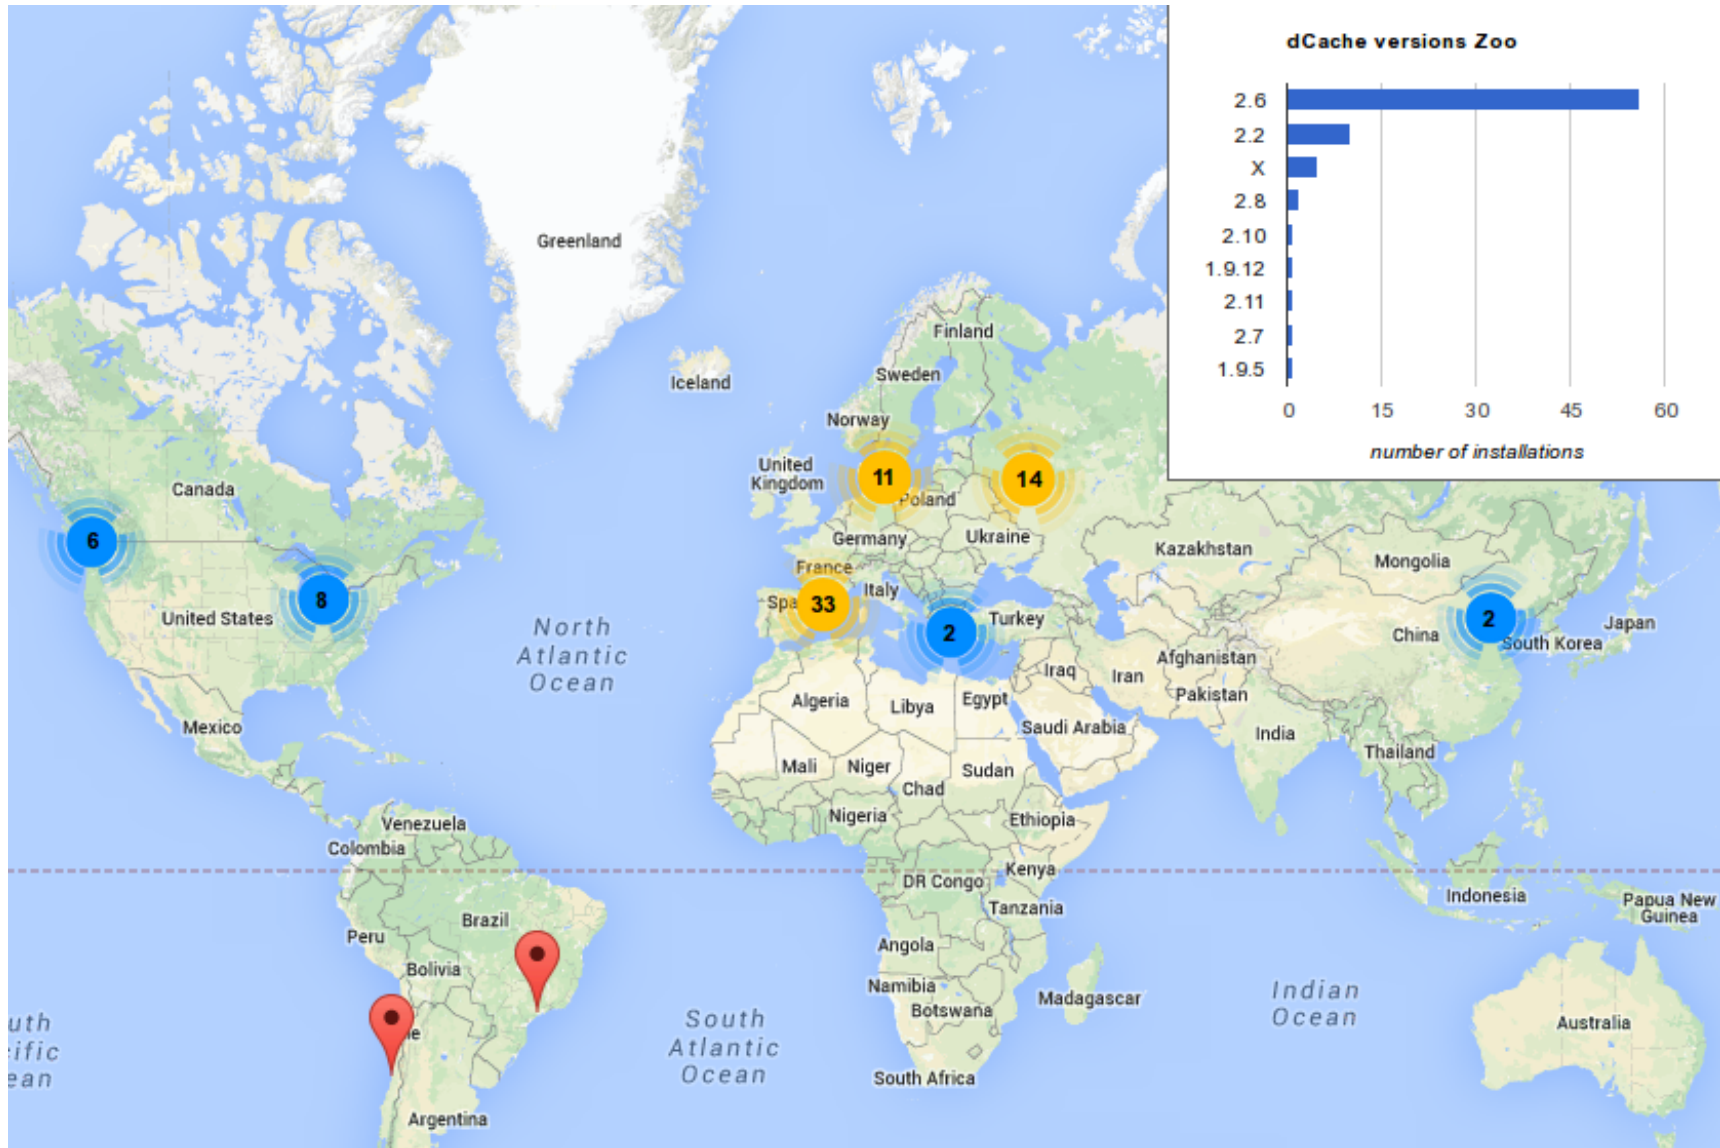 dCache versions Zoo
2.6
2.2
X
2.8
2.10
1.9.12
2.11
2.7
1.9.5
0 15 30 45 60
number of installations
Greenland
Finland
Iceland
Sweden
Norway
United
Kingdom
11
14
Poland
Canada
6
Germany
Ukraine
Kazakhstan
Mongolia
France
8
United States
Spa
33
Italy
2
Turkey
2
China
South Korea
Japan
North
Atlantic
Ocean
Iraq
Iran
Afghanistan
Pakistan
Algeria
Libya
Egypt
Saudi Arabia
India
Mexico
Thailand
Mali
Niger
Chad
Sudan
Nigeria
Ethiopia
Venezuela
Colombia
DR Congo
Kenya
Tanzania
Indonesia
Papua New
Guinea
Brazil
Peru
Bolivia
Angola
Namibia
Botswana
Madagascar
Indian
Ocean
Australia
uth
cific
ean
le
South
Atlantic
Ocean
South Africa
Argentina